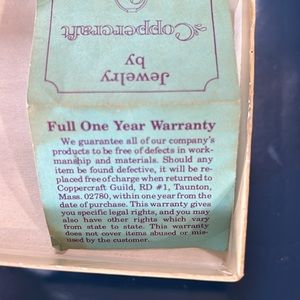 Jewelry
by
Coppercraft
Full One Year Warranty
We guarantee all of our company's
products to be free of defects in work-
manship and materials. Should any
item be found defective, it will be re-
placed free of charge when returned to
Coppercraft Guild, RD #1, Taunton,
Mass. 02780, within one year from the
date of purchase. This warranty gives
you specific legal rights, and you may
also have other rights which vary
from state to state. This warranty
does not cover items abused or mis-
used by the customer.